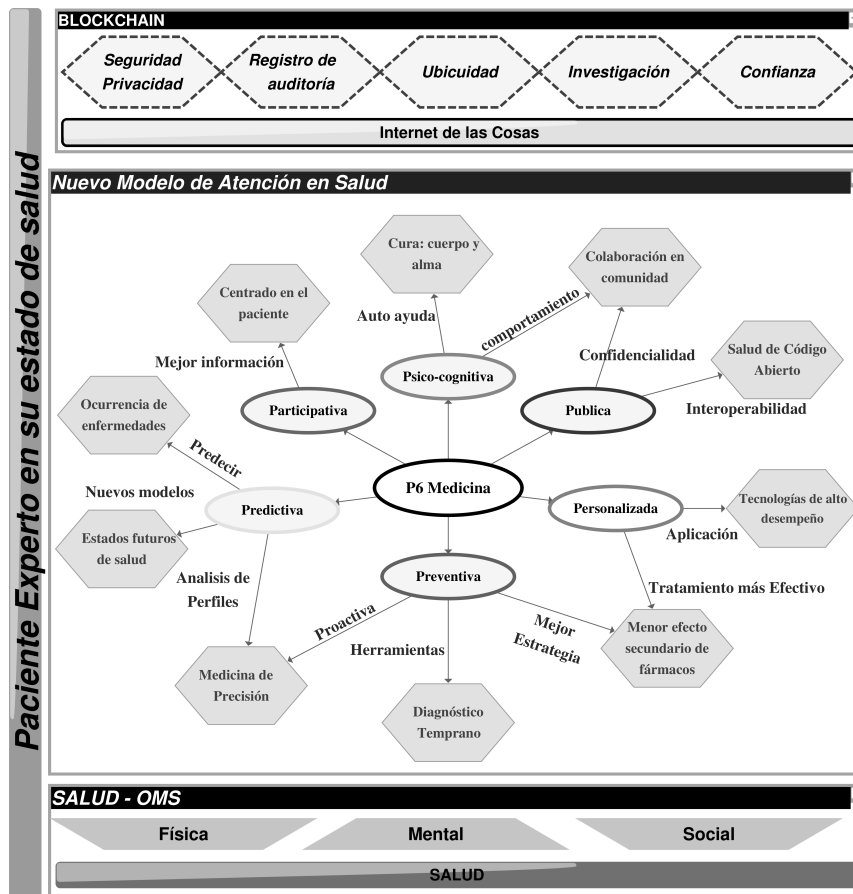 Paciente Experto en su estado de salud
BLOCKCHAIN
Seguridad
Privacidad
Registro de
auditoría
Ubicuidad
Investigación
Confianza
Internet de las Cosas
Nuevo Modelo de Atención en Salud
Cura: cuerpo y
alma
Colaboración en
comunidad
Centrado en el
paciente
Auto ayuda
comportamiento
Mejor información
Confidencialidad
Salud de Código
Abierto
Psico-cognitiva
Ocurrencia de
enfermedades
Participativa
Publica
Interoperabilidad
Predecir
P6 Medicina
Nuevos modelos
Predictiva
Personalizada
Tecnologías de alto
desempeño
Aplicación
Estados futuros
de salud
Analisis de
Perfiles
Preventiva
Tratamiento más Efectivo
Proactiva
Herramientas
Mejor
Estrategia
Menor efecto
secundario de
fármacos
Medicina de
Precisión
Diagnóstico
Temprano
SALUD - OMS
Física
Mental
Social
SALUD